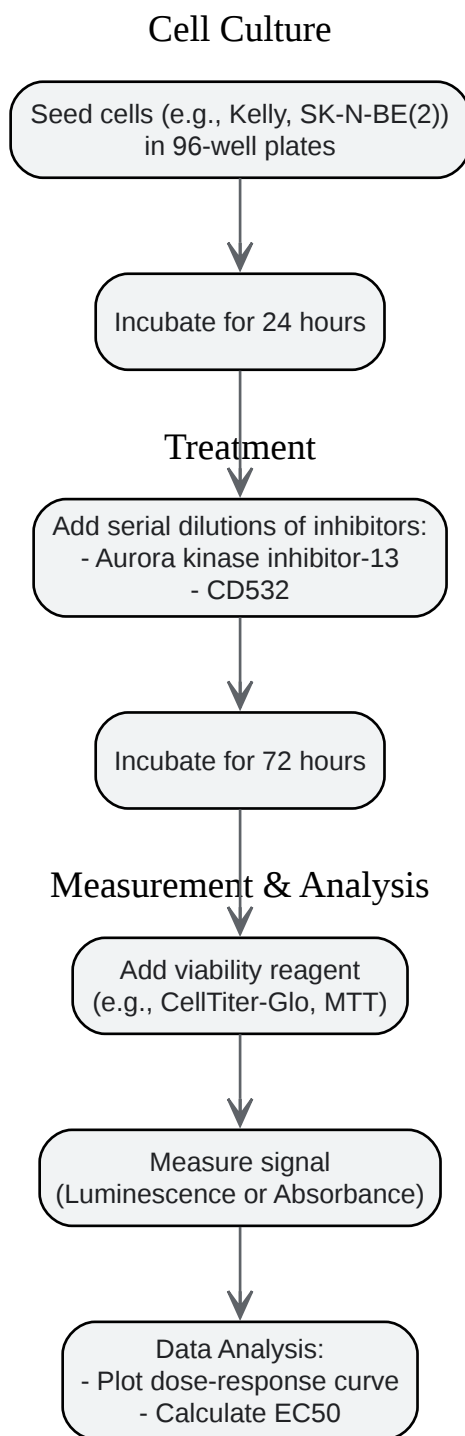 Cell Culture
Seed cells (e.g., Kelly, SK-N-BE(2))
in 96-well plates
Incubate for 24 hours
Treatment
Add serial dilutions of inhibitors:
- Aurora kinase inhibitor-13
- CD532
Incubate for 72 hours
Measurement & Analysis
Add viability reagent
(e.g., CellTiter-Glo, MTT)
Measure signal
(Luminescence or Absorbance)
Data Analysis:
- Plot dose-response curve
- Calculate EC50